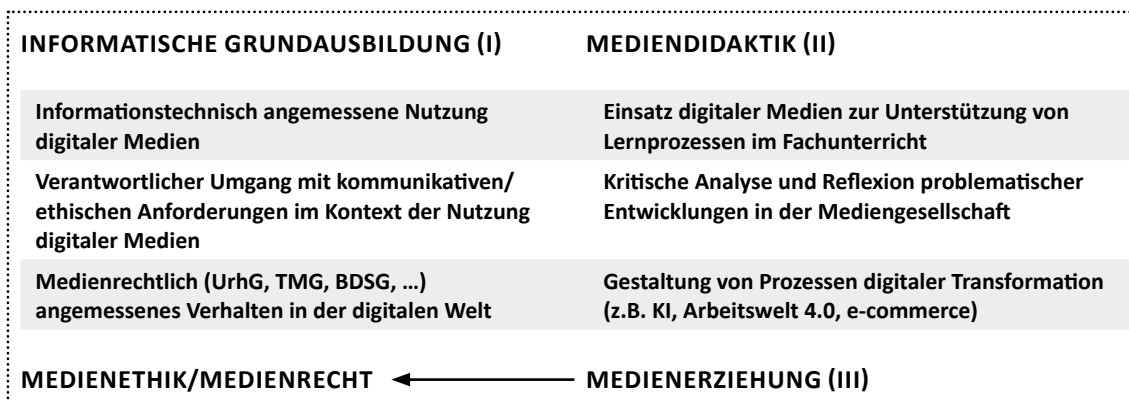 INFORMATISCHE GRUNDAUSBILDUNG (I)
MEDIENDIDAKTIK (II)
Informationstechnisch angemessene Nutzung
digitaler Medien
Einsatz digitaler Medien zur Unterstützung von
Lernprozessen im Fachunterricht
Verantwortlicher Umgang mit kommunikativen/
ethischen Anforderungen im Kontext der Nutzung
digitaler Medien
Kritische Analyse und Reflexion problematischer
Entwicklungen in der Mediengesellschaft
Medienrechtlich (UrhG, TMG, BDSG, …)
angemessenes Verhalten in der digitalen Welt
Gestaltung von Prozessen digitaler Transformation
(z.B. KI, Arbeitswelt 4.0, e-commerce)
MEDIENETHIK/MEDIENRECHT
MEDIENERZIEHUNG (III)